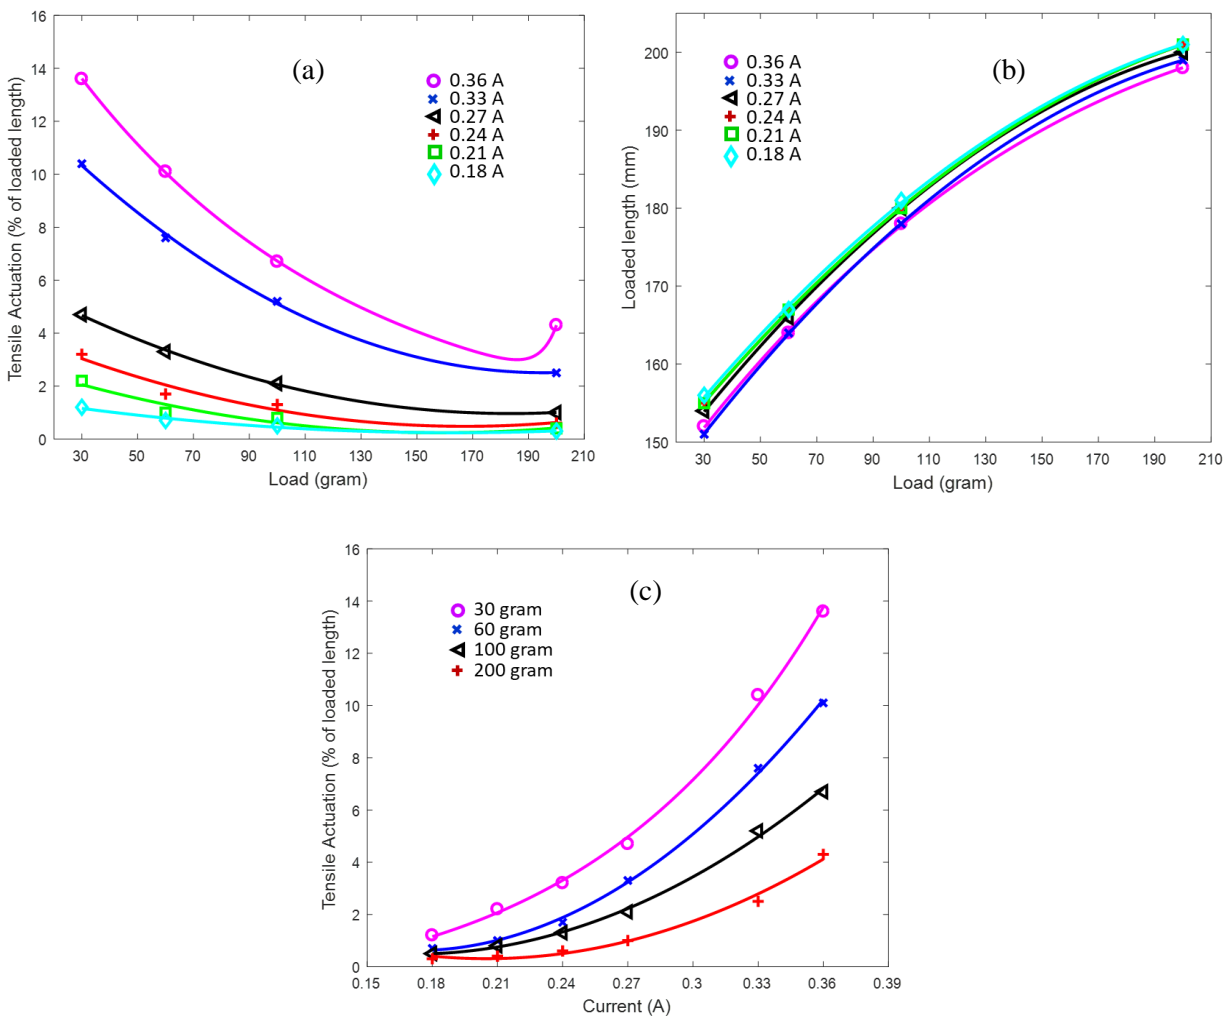 (a)
0.36 A
0.33 A
0.27 A
0.24 A
0.21 A
0.18 A
Tensile Actuation (% of loaded length)
16
14
12
10
8
6
4
2
0
30 50 70 90 110 130 150 170 190 210
Load (gram)
(b)
0.36 A
0.33 A
0.27 A
0.24 A
0.21 A
0.18 A
Loaded length (mm)
200
190
180
170
160
150
30 50 70 90 110 130 150 170 190 210
Load (gram)
(c)
30 gram
60 gram
100 gram
200 gram
Tensile Actuation (% of loaded length)
16
14
12
10
8
6
4
2
0
0.15 0.18 0.21 0.24 0.27 0.3 0.33 0.36 0.39
Current (A)